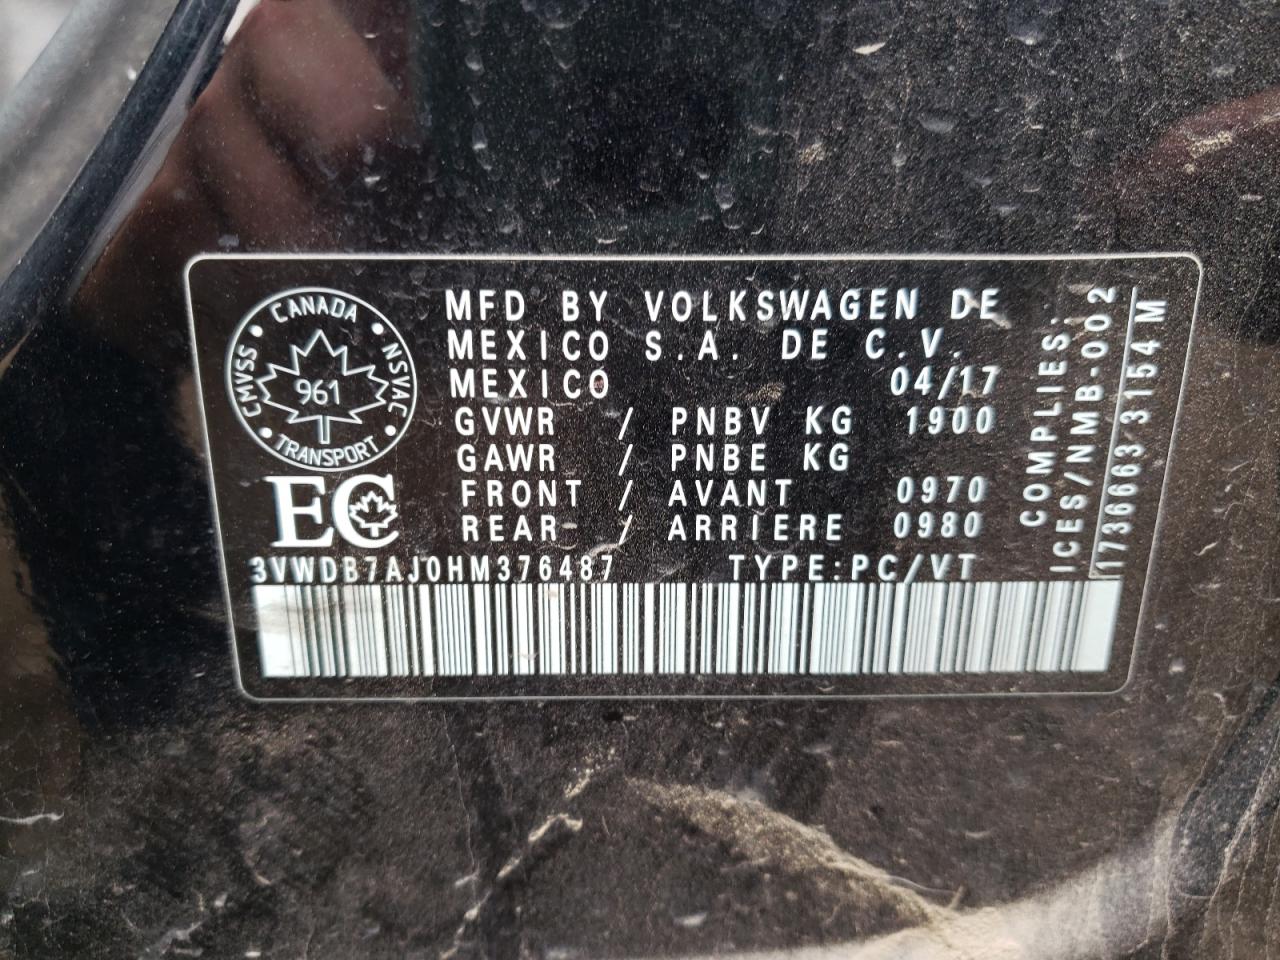 CANADA
CMVSS
NSVAC
961
TRANSPORT
EC
MFD BY VOLKSWAGEN DE
MEXICO S.A. DE C.V.
MEXICO 04/17
GVWR / PNBV KG 1900
GAWR / PNBE KG
FRONT / AVANT 0970
REAR / ARRIERE 0980
3VWDB7AJ0HM376487 TYPE:PC/VT
COMPLIES:
ICES/NMB-002
1736663 3154 M